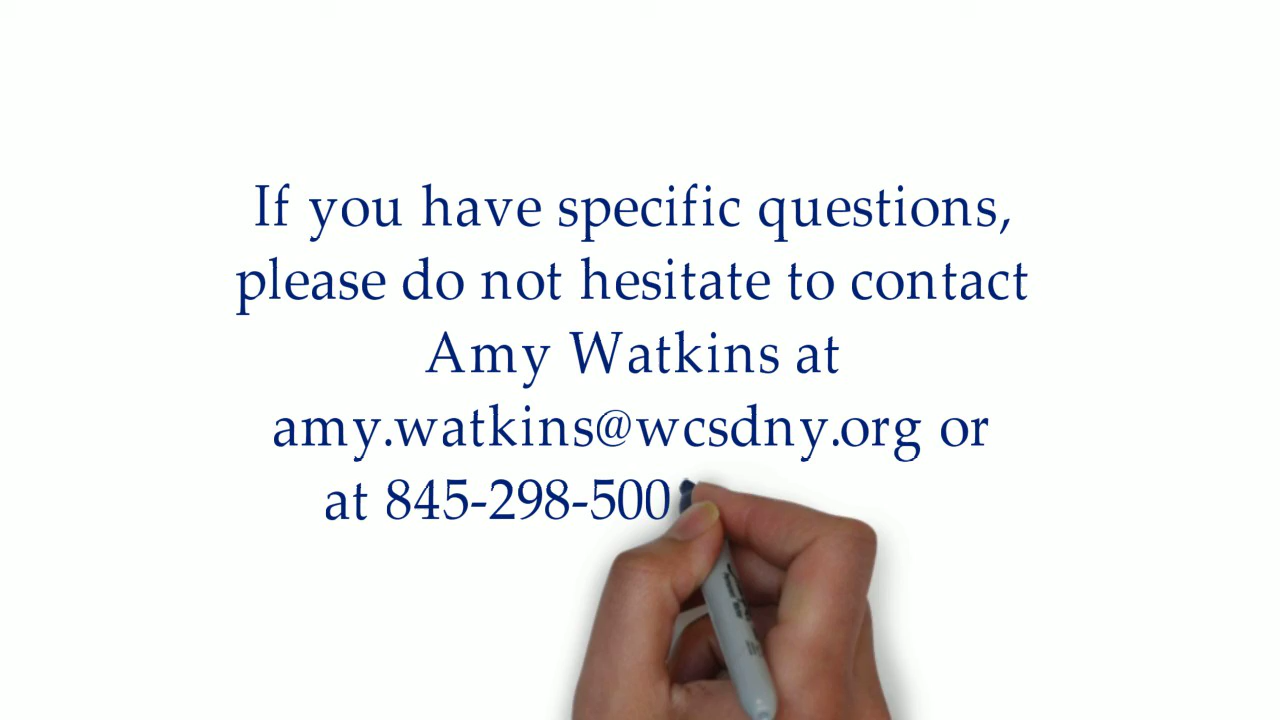 If you have specific questions,
please do not hesitate to contact
Amy Watkins at
amy.watkins@wcsdny.org or
at 845-298-500